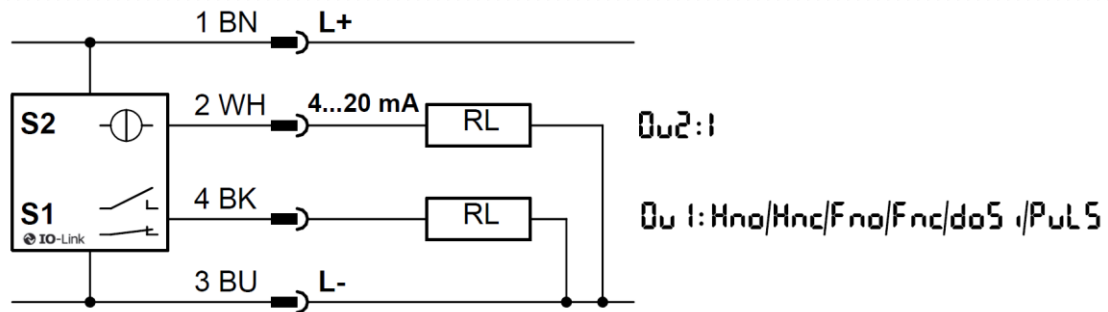 1 BN L+
2 WH 4...20 mA
S2 RL Ou2:I
4 BK
S1 RL Ou1:Hno/Hnc/Fno/Fnc/doSi/PuLS
IO-Link
3 BU L-